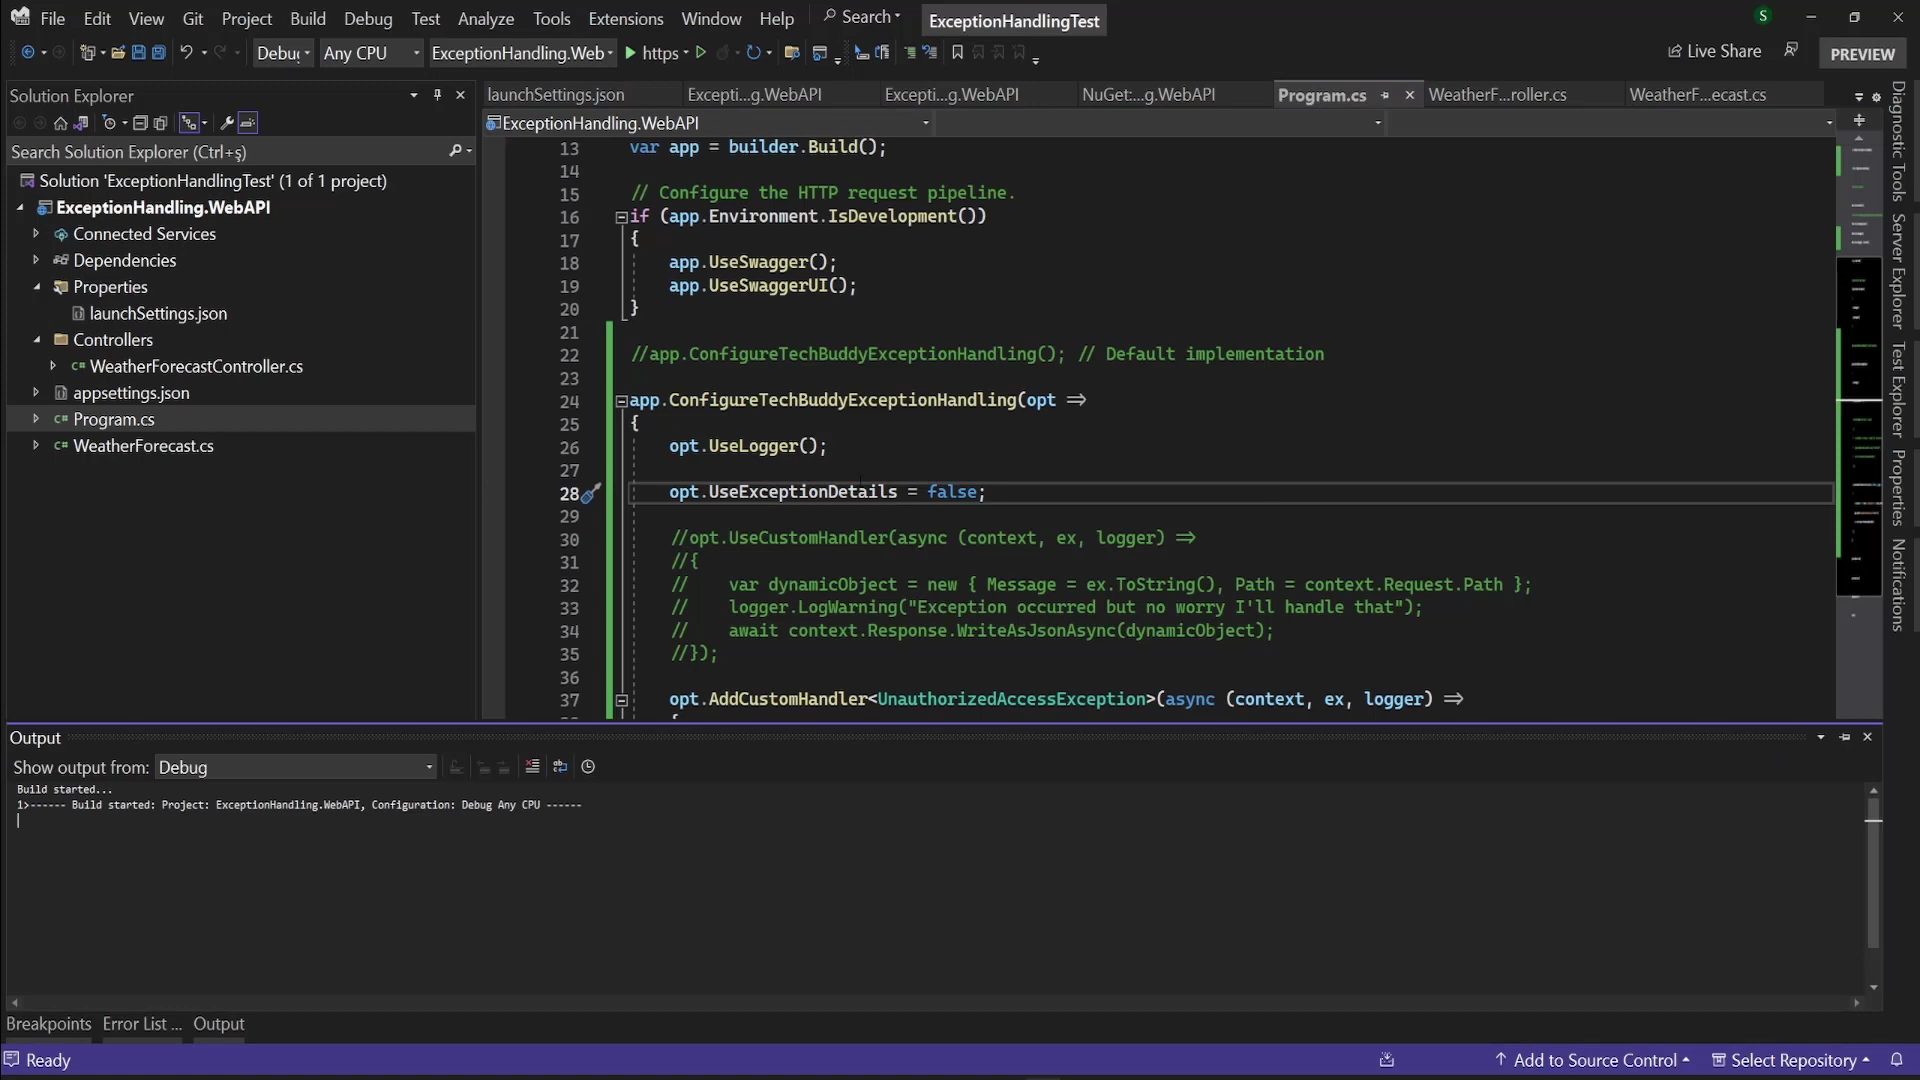 File Edit View Git Project Build Debug Test Analyze Tools Extensions Window Help Search ExceptionHandlingTest S
Debug Any CPU ExceptionHandling.Web https Live Share PREVIEW
Solution Explorer
Search Solution Explorer (Ctrl+ş)
Solution 'ExceptionHandlingTest' (1 of 1 project)
ExceptionHandling.WebAPI
Connected Services
Dependencies
Properties
launchSettings.json
Controllers
WeatherForecastController.cs
appsettings.json
Program.cs
WeatherForecast.cs
launchSettings.json Excepti...g.WebAPI Excepti...g.WebAPI NuGet:...g.WebAPI Program.cs WeatherF...roller.cs WeatherF...ecast.cs
ExceptionHandling.WebAPI
13 var app = builder.Build();
14
15 // Configure the HTTP request pipeline.
16 if (app.Environment.IsDevelopment())
17 {
18 app.UseSwagger();
19 app.UseSwaggerUI();
20 }
21
22 //app.ConfigureTechBuddyExceptionHandling(); // Default implementation
23
24 app.ConfigureTechBuddyExceptionHandling(opt =>
25 {
26 opt.UseLogger();
27
28 opt.UseExceptionDetails = false;
29
30 //opt.UseCustomHandler(async (context, ex, logger) =>
31 //{
32 // var dynamicObject = new { Message = ex.ToString(), Path = context.Request.Path };
33 // logger.LogWarning("Exception occurred but no worry I'll handle that");
34 // await context.Response.WriteAsJsonAsync(dynamicObject);
35 //});
36
37 opt.AddCustomHandler<UnauthorizedAccessException>(async (context, ex, logger) =>
Diagnostic Tools
Server Explorer
Test Explorer
Properties
Notifications
Output
Show output from: Debug
Build started...
1>------ Build started: Project: ExceptionHandling.WebAPI, Configuration: Debug Any CPU ------
Breakpoints Error List ... Output
Ready Add to Source Control Select Repository